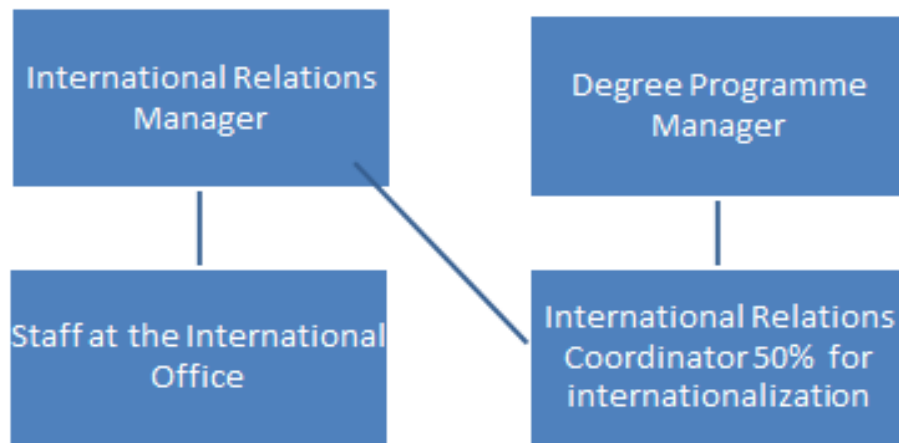 International Relations
Manager
Degree Programme
Manager
Staff at the International
Office
International Relations
Coordinator 50% for
internationalization